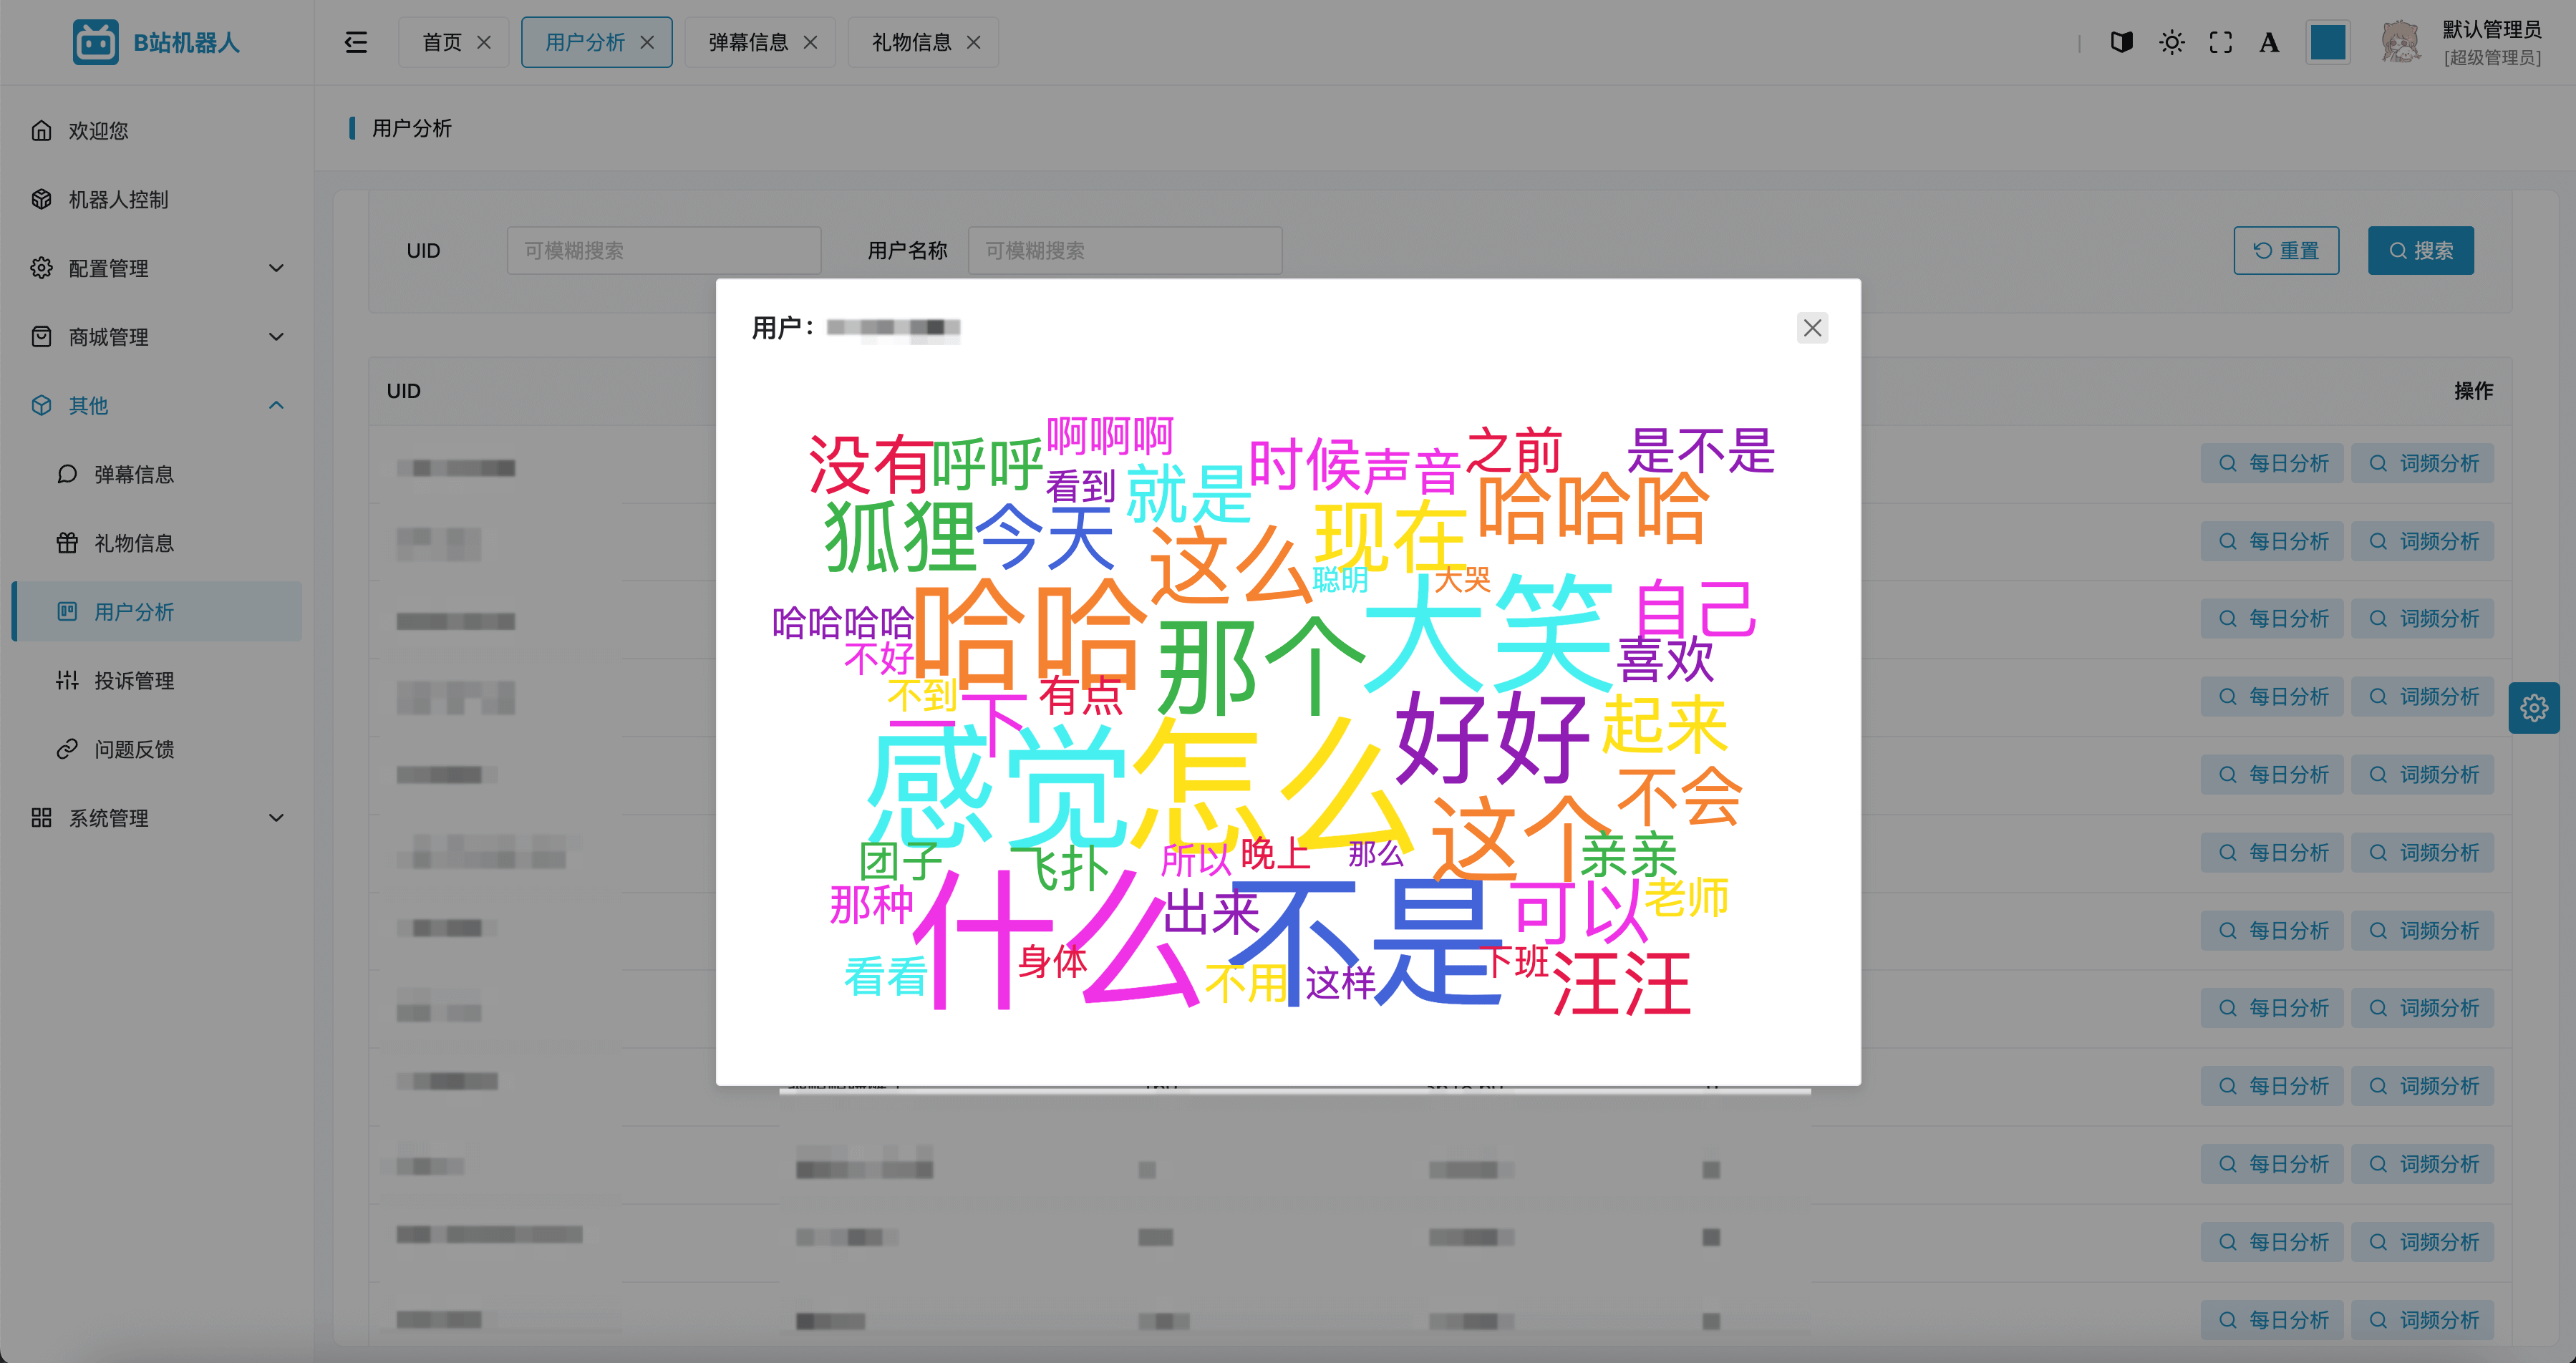 B站机器人
首页
用户分析
弹幕信息
礼物信息
默认管理员
[超级管理员]
欢迎您
机器人控制
配置管理
商城管理
其他
弹幕信息
礼物信息
用户分析
投诉管理
问题反馈
系统管理
用户分析
UID 可模糊搜索 用户名称 可模糊搜索 重置 搜索
UID 操作
用户：
没有 呼呼 啊啊啊 看到 就是 时候 声音 之前 是不是
狐狸 今天 这么 现在 哈哈哈
聪明 大哭
哈哈哈哈 哈哈 那个 大笑 自己
不好 喜欢
不到 一下 有点 好好 起来
感觉 怎么 不会
团子 飞扑 所以 晚上 那么 这个 亲亲
那种 什么 出来 不是 可以 老师
看看 身体 不用 这样 下班 汪汪
每日分析 词频分析
每日分析 词频分析
每日分析 词频分析
每日分析 词频分析
每日分析 词频分析
每日分析 词频分析
每日分析 词频分析
每日分析 词频分析
每日分析 词频分析
每日分析 词频分析
每日分析 词频分析
每日分析 词频分析